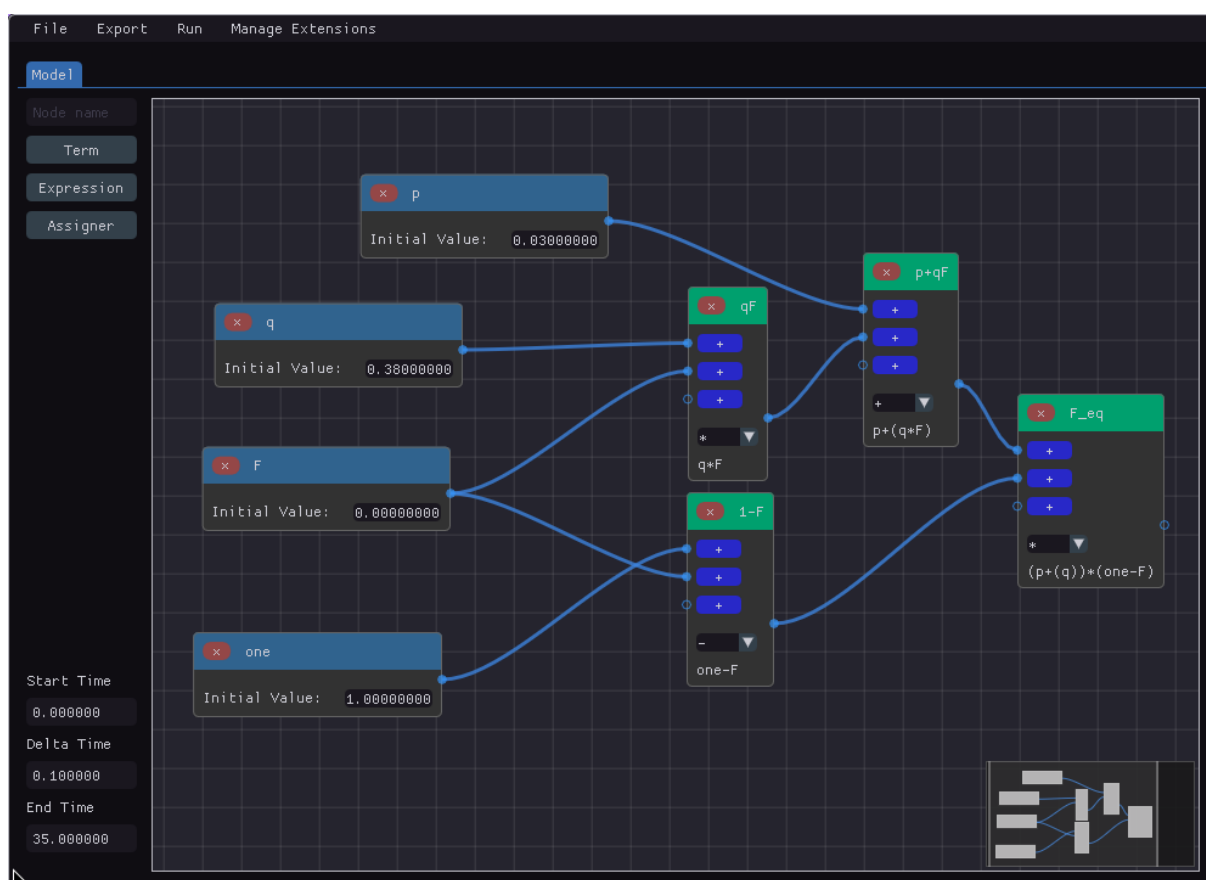 File Export Run Manage Extensions
Model
Node name
Term
Expression
Assigner
x p
Initial Value: 0.03000000
x q
Initial Value: 0.38000000
x F
Initial Value: 0.00000000
x one
Initial Value: 1.00000000
x qF
+
+
+
*
q*F
x 1-F
+
+
+
-
one-F
x p+qF
+
+
+
+
p+(q*F)
x F_eq
+
+
+
*
(p+(q))*(one-F)
Start Time
0.000000
Delta Time
0.100000
End Time
35.000000